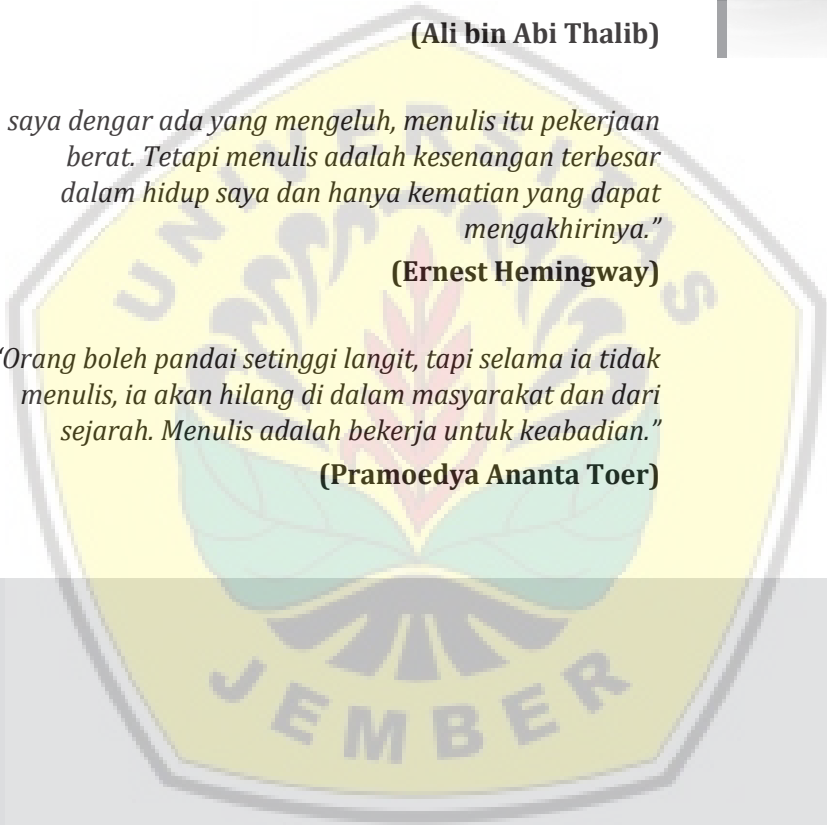 (Ali bin Abi Thalib)
saya dengar ada yang mengeluh, menulis itu pekerjaan
berat. Tetapi menulis adalah kesenangan terbesar
dalam hidup saya dan hanya kematian yang dapat
mengakhirinya.”
(Ernest Hemingway)
“Orang boleh pandai setinggi langit, tapi selama ia tidak
menulis, ia akan hilang di dalam masyarakat dan dari
sejarah. Menulis adalah bekerja untuk keabadian.”
(Pramoedya Ananta Toer)
UNIVERSITAS
JEMBER